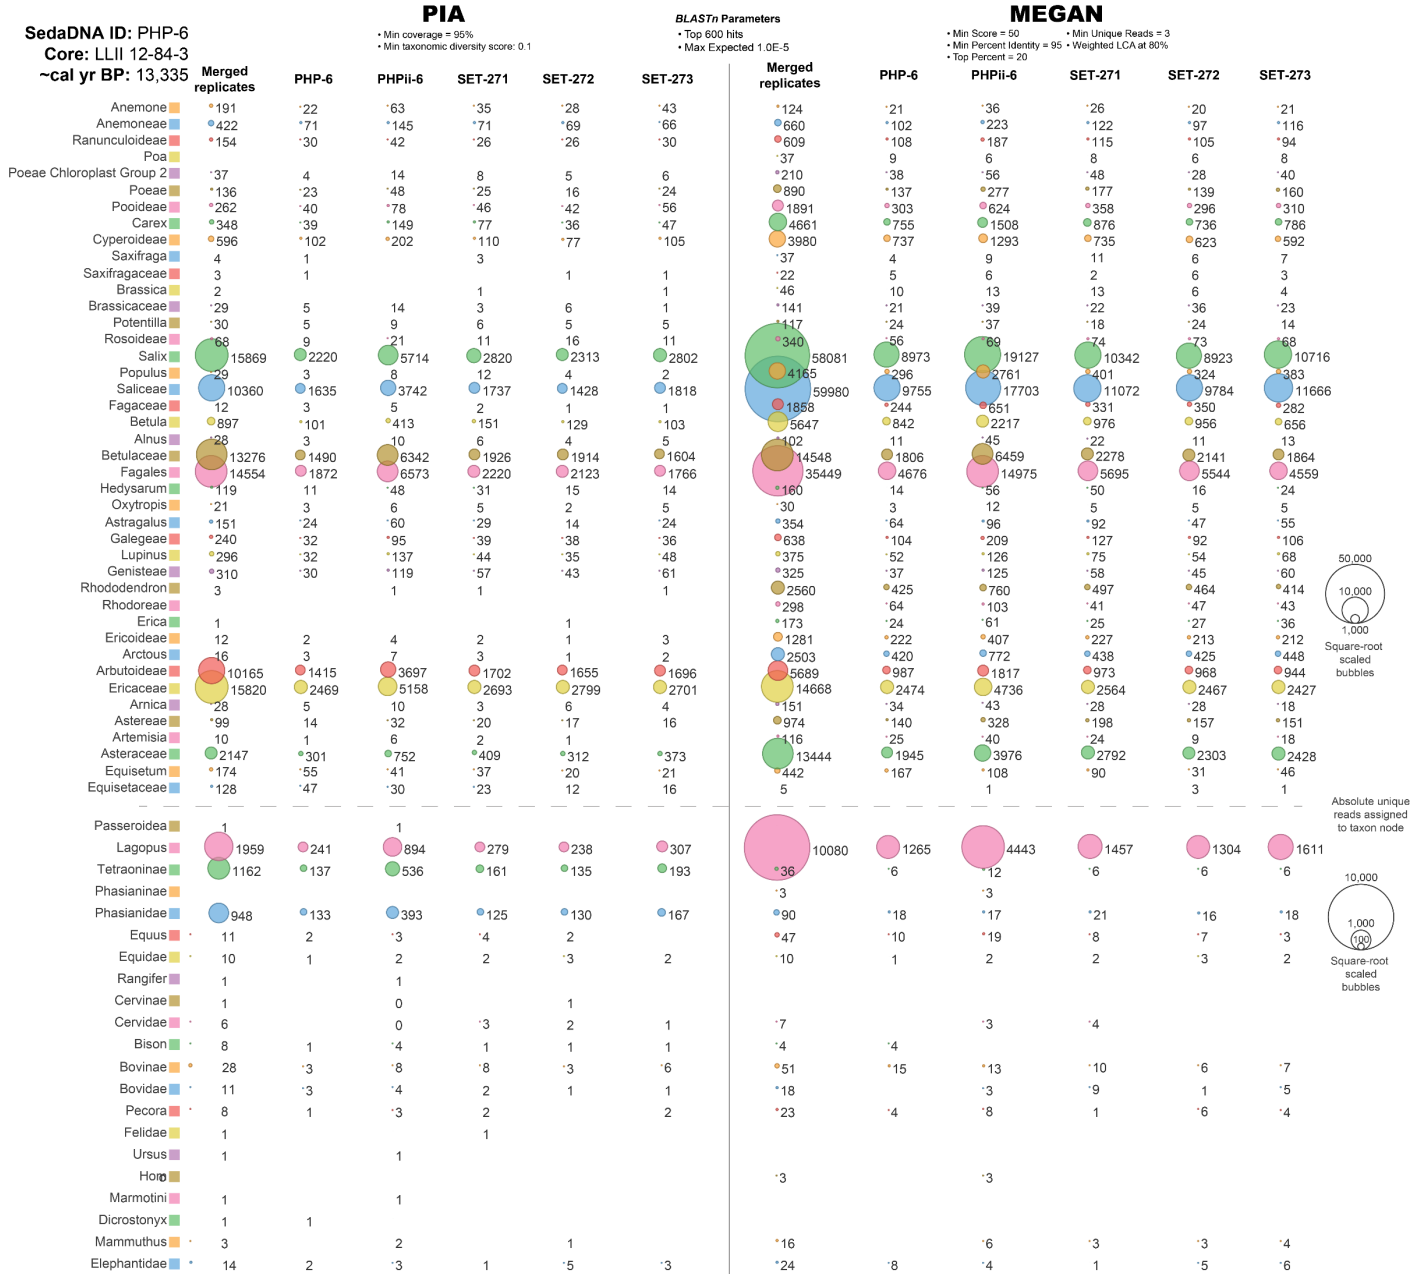 PIA
MEGAN
SedaDNA ID: PHP-6
Core: LLII 12-84-3
~cal yr BP: 13,335
• Min coverage = 95%
• Min taxonomic diversity score: 0.1
BLASTn Parameters
• Top 600 hits
• Max Expected 1.0E-5
• Min Score = 50 • Min Unique Reads = 3
• Min Percent Identity = 95 • Weighted LCA at 80%
• Top Percent = 20
Merged replicates PHP-6 PHPii-6 SET-271 SET-272 SET-273 Merged replicates PHP-6 PHPii-6 SET-271 SET-272 SET-273
Anemone 191 22 63 35 28 43 124 21 36 26 20 21
Anemoneae 422 71 145 71 69 66 660 102 223 122 97 116
Ranunculoideae 154 30 42 26 26 30 609 108 187 115 105 94
Poa 37 9 6 8 6 8
Poeae Chloroplast Group 2 37 4 14 8 5 6 210 38 56 48 28 40
Poeae 136 23 48 25 16 24 890 137 277 177 139 160
Pooideae 262 40 78 46 42 56 1891 303 624 358 296 310
Carex 348 39 149 77 36 47 4661 755 1508 876 736 786
Cyperoideae 596 102 202 110 77 105 3980 737 1293 735 623 592
Saxifraga 4 1 3 37 4 9 11 6 7
Saxifragaceae 3 1 1 1 22 5 6 2 6 3
Brassica 2 1 1 46 10 13 13 6 4
Brassicaceae 29 5 14 3 6 1 141 21 39 22 36 23
Potentilla 30 5 9 6 5 5 117 24 37 18 24 14
Rosoideae 68 9 21 11 16 11 340 56 69 74 73 68
Salix 15869 2220 5714 2820 2313 2802 58081 8973 19127 10342 8923 10716
Populus 29 3 8 12 4 2 4165 296 2761 401 324 383
Saliceae 10360 1635 3742 1737 1428 1818 59980 9755 17703 11072 9784 11666
Fagaceae 12 3 5 2 1 1 1858 244 651 331 350 282
Betula 897 101 413 151 129 103 5647 842 2217 976 956 656
Alnus 28 3 10 6 4 5 102 11 45 22 11 13
Betulaceae 13276 1490 6342 1926 1914 1604 14548 1806 6459 2278 2141 1864
Fagales 14554 1872 6573 2220 2123 1766 35449 4676 14975 5695 5544 4559
Hedysarum 119 11 48 31 15 14 160 14 56 50 16 24
Oxytropis 21 3 6 5 2 5 30 3 12 5 5 5
Astragalus 151 24 60 29 14 24 354 64 96 92 47 55
Galegeae 240 32 95 39 38 36 638 104 209 127 92 106
Lupinus 296 32 137 44 35 48 375 52 126 75 54 68
Genisteae 310 30 119 57 43 61 325 37 125 58 45 60
Rhododendron 3 1 1 1 2560 425 760 497 464 414
Rhodoreae 298 64 103 41 47 43
Erica 1 1 173 24 61 25 27 36
Ericoideae 12 2 4 2 1 3 1281 222 407 227 213 212
Arctous 16 3 7 3 1 2 2503 420 772 438 425 448
Arbutoideae 10165 1415 3697 1702 1655 1696 5689 987 1817 973 968 944
Ericaceae 15820 2469 5158 2693 2799 2701 14668 2474 4736 2564 2467 2427
Arnica 28 5 10 3 6 4 151 34 43 28 28 18
Astereae 99 14 32 20 17 16 974 140 328 198 157 151
Artemisia 10 1 6 2 1 116 25 40 24 9 18
Asteraceae 2147 301 752 409 312 373 13444 1945 3976 2792 2303 2428
Equisetum 174 55 41 37 20 21 442 167 108 90 31 46
Equisetaceae 128 47 30 23 12 16 5 1 3 1
50,000
10,000
1,000
Square-root
scaled
bubbles
Absolute unique
reads assigned
to taxon node
Passeroidea 1 1
Lagopus 1959 241 894 279 238 307 10080 1265 4443 1457 1304 1611
Tetraoninae 1162 137 536 161 135 193 36 6 12 6 6 6
Phasianinae 3 3
Phasianidae 948 133 393 125 130 167 90 18 17 21 16 18
Equus 11 2 3 4 2 47 10 19 8 7 3
Equidae 10 1 2 2 3 2 10 1 2 2 3 2
Rangifer 1 1
Cervinae 1 0 1
Cervidae 6 0 3 2 1 7 3 4
Bison 8 1 4 1 1 1 4 4
Bovinae 28 3 8 8 3 6 51 15 13 10 6 7
Bovidae 11 3 4 2 1 1 18 3 9 1 5
Pecora 8 1 3 2 2 23 4 8 1 6 4
Felidae 1 1
Ursus 1 1
Homo 3 3
Marmotini 1 1
Dicrostonyx 1 1
Mammuthus 3 2 1 16 6 3 3 4
Elephantidae 14 2 3 1 5 3 24 8 4 1 5 6
10,000
1,000
100
Square-root
scaled
bubbles